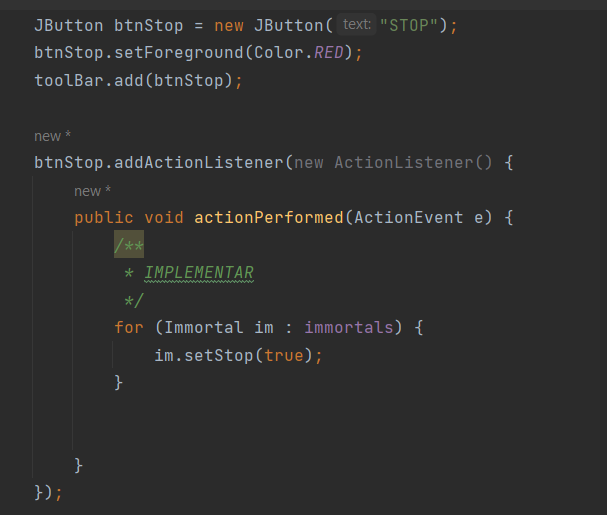 JButton btnStop = new JButton( text: "STOP");
btnStop.setForeground(Color.RED);
toolBar.add(btnStop);
new *
btnStop.addActionListener(new ActionListener() {
new *
public void actionPerformed(ActionEvent e) {
/**
* IMPLEMENTAR
*/
for (Immortal im : immortals) {
im.setStop(true);
}
}
});